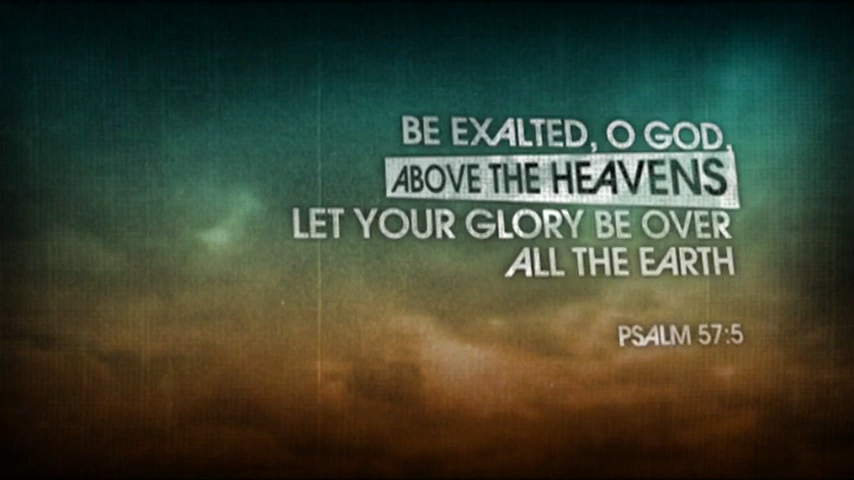 BE EXALTED, O GOD,
ABOVE THE HEAVENS
LET YOUR GLORY BE OVER
ALL THE EARTH
PSALM 57:5